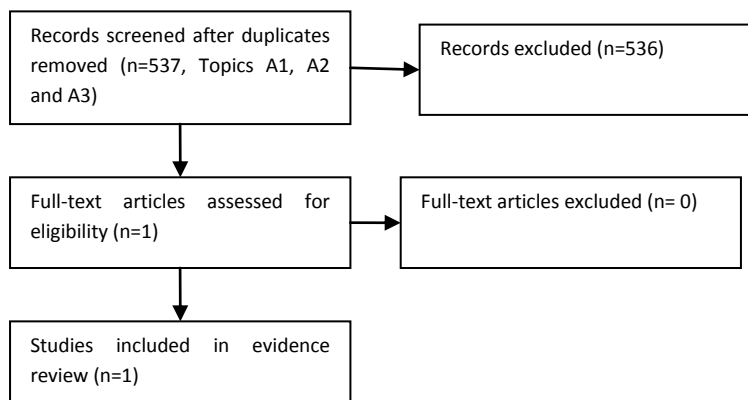 Records screened after duplicates
removed (n=537, Topics A1, A2
and A3)
Records excluded (n=536)
Full-text articles assessed for
eligibility (n=1)
Full-text articles excluded (n= 0)
Studies included in evidence
review (n=1)